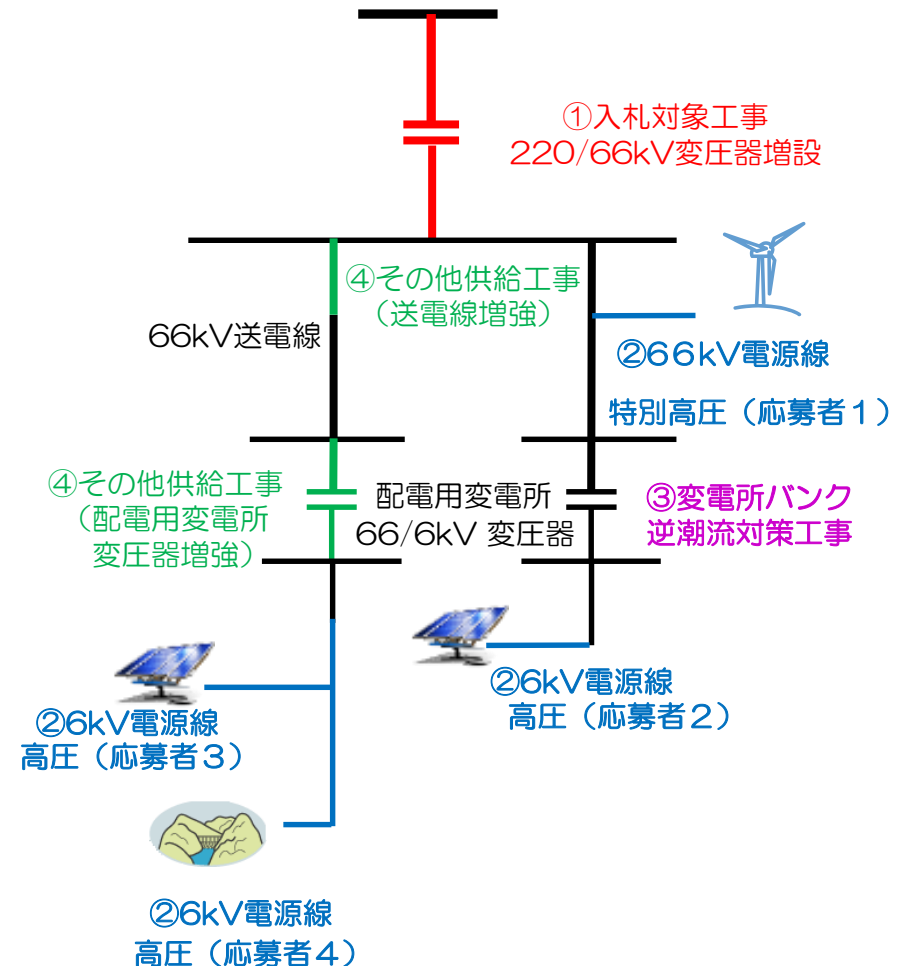 ①入札対象工事
220/66kV変圧器増設
④その他供給工事
（送電線増強）
66kV送電線
②66kV電源線
特別高圧（応募者1）
④その他供給工事
（配電用変電所
変圧器増強）
配電用変電所
66/6kV 変圧器
③変電所バンク
逆潮流対策工事
②6kV電源線
高圧（応募者2）
②6kV電源線
高圧（応募者3）
②6kV電源線
高圧（応募者4）